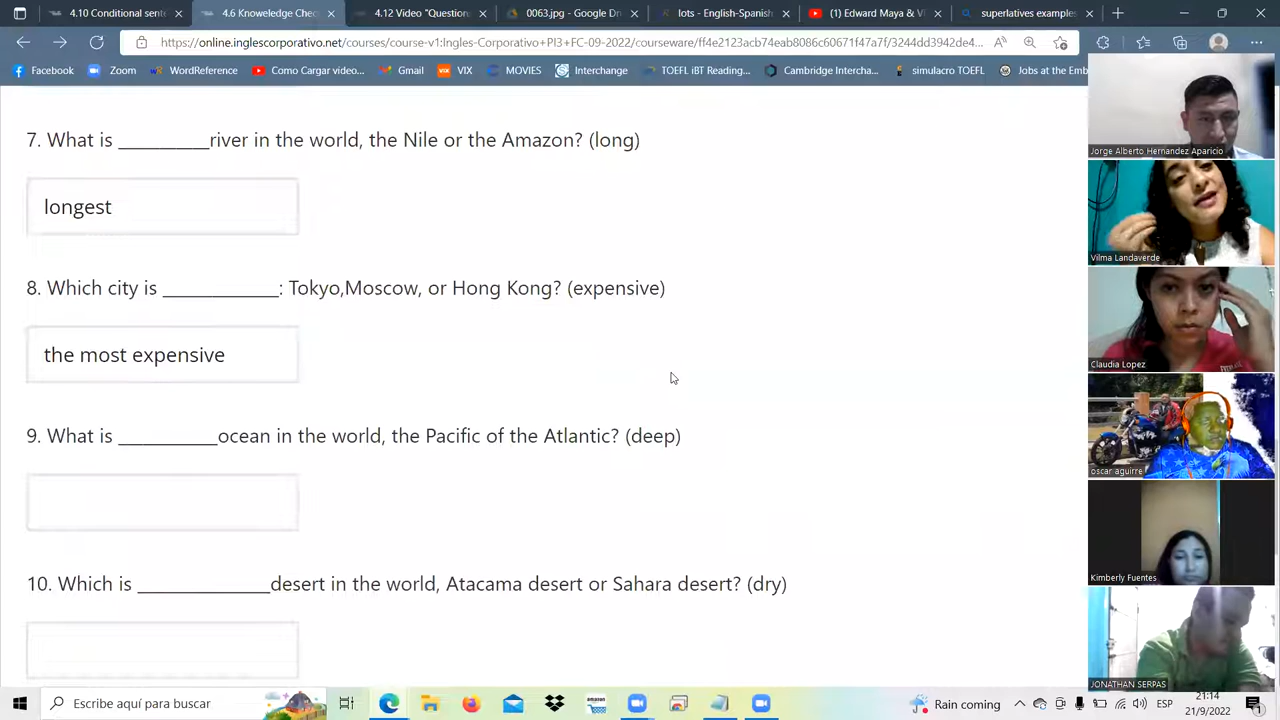 4.10 Conditional sente
4.6 Knowledge Chec
4.12 Video "Question
0063.jpg - Google Dr
lots - English-Spanish
(1) Edward Maya & V
superlatives examples
https://online.inglescorporativo.net/courses/course-v1:Ingles-Corporativo+PI3+FC-09-2022/courseware/ff4e2123acb74eab8086c60671f47a7f/3244dd3942de4...
Facebook
Zoom
WordReference
Como Cargar video...
Gmail
VIX
MOVIES
Interchange
TOEFL iBT Reading...
Cambridge Intercha...
simulacro TOEFL
Jobs at the Emb
7. What is ___________river in the world, the Nile or the Amazon? (long)
longest
8. Which city is ______________: Tokyo,Moscow, or Hong Kong? (expensive)
the most expensive
9. What is ____________ocean in the world, the Pacific of the Atlantic? (deep)
10. Which is ________________desert in the world, Atacama desert or Sahara desert? (dry)
Jorge Alberto Hernandez Aparicio
Vilma Landaverde
Claudia Lopez
oscar aguirre
Kimberly Fuentes
JONATHAN SERPAS
Escribe aquí para buscar
Rain coming
ESP
21:14
21/9/2022